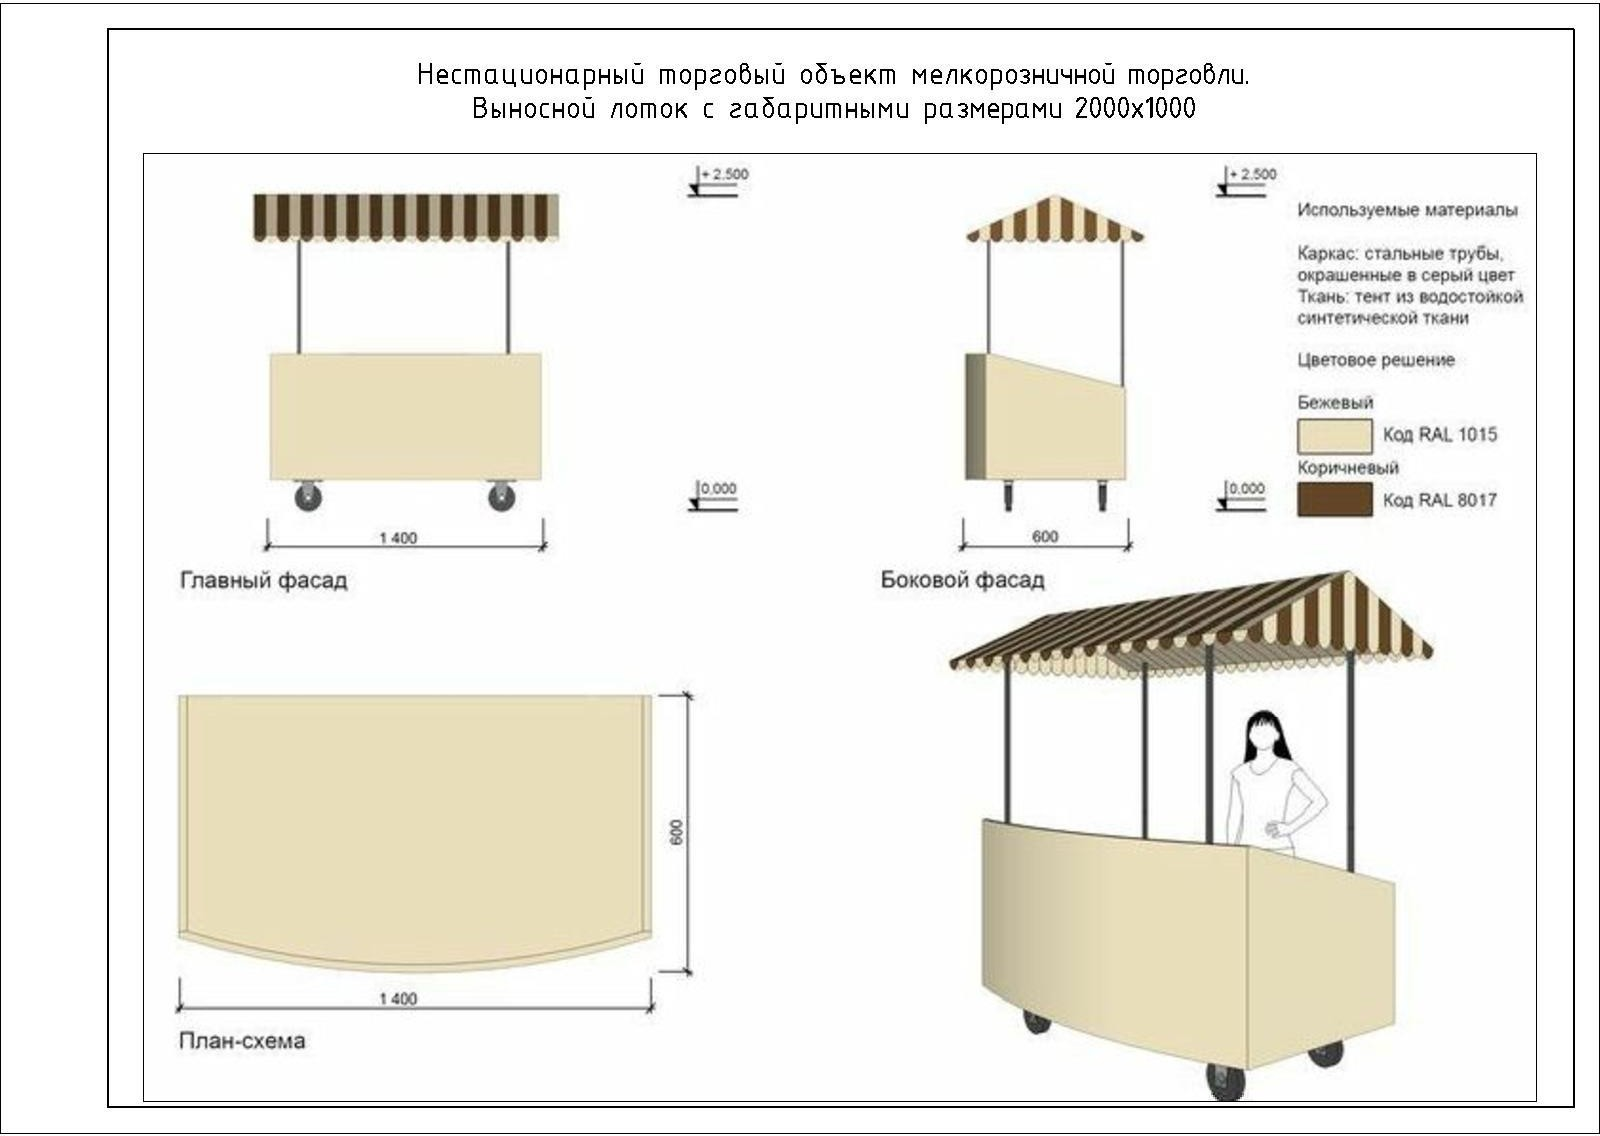 Нестационарный торговый объект мелкорозничной торговли.
Выносной лоток с габаритными размерами 2000х1000
+ 2.500
+ 2.500
Используемые материалы
Каркас: стальные трубы,
окрашенные в серый цвет
Ткань: тент из водостойкой
синтетической ткани
Цветовое решение
Бежевый
Код RAL 1015
Коричневый
Код RAL 8017
0.000
0.000
1 400
600
Главный фасад
Боковой фасад
600
1 400
План-схема